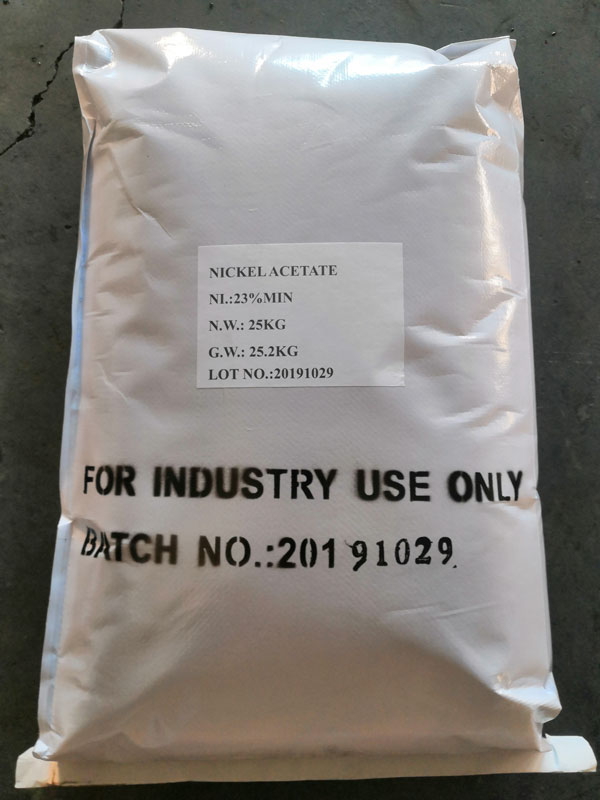 NICKEL ACETATE
NI.:23%MIN
N.W.: 25KG
G.W.: 25.2KG
LOT NO.:20191029
FOR INDUSTRY USE ONLY
BATCH NO.:20191029.